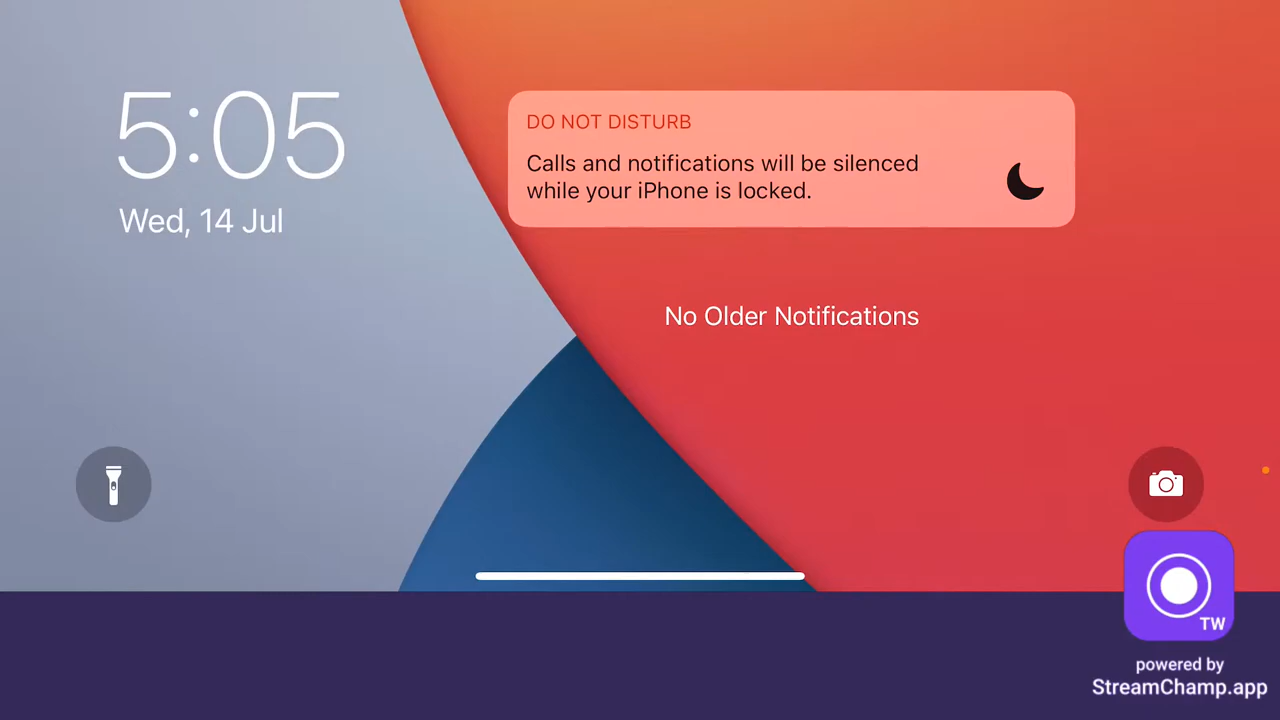 5:05
Wed, 14 Jul
DO NOT DISTURB
Calls and notifications will be silenced
while your iPhone is locked.
No Older Notifications
TW
powered by
StreamChamp.app